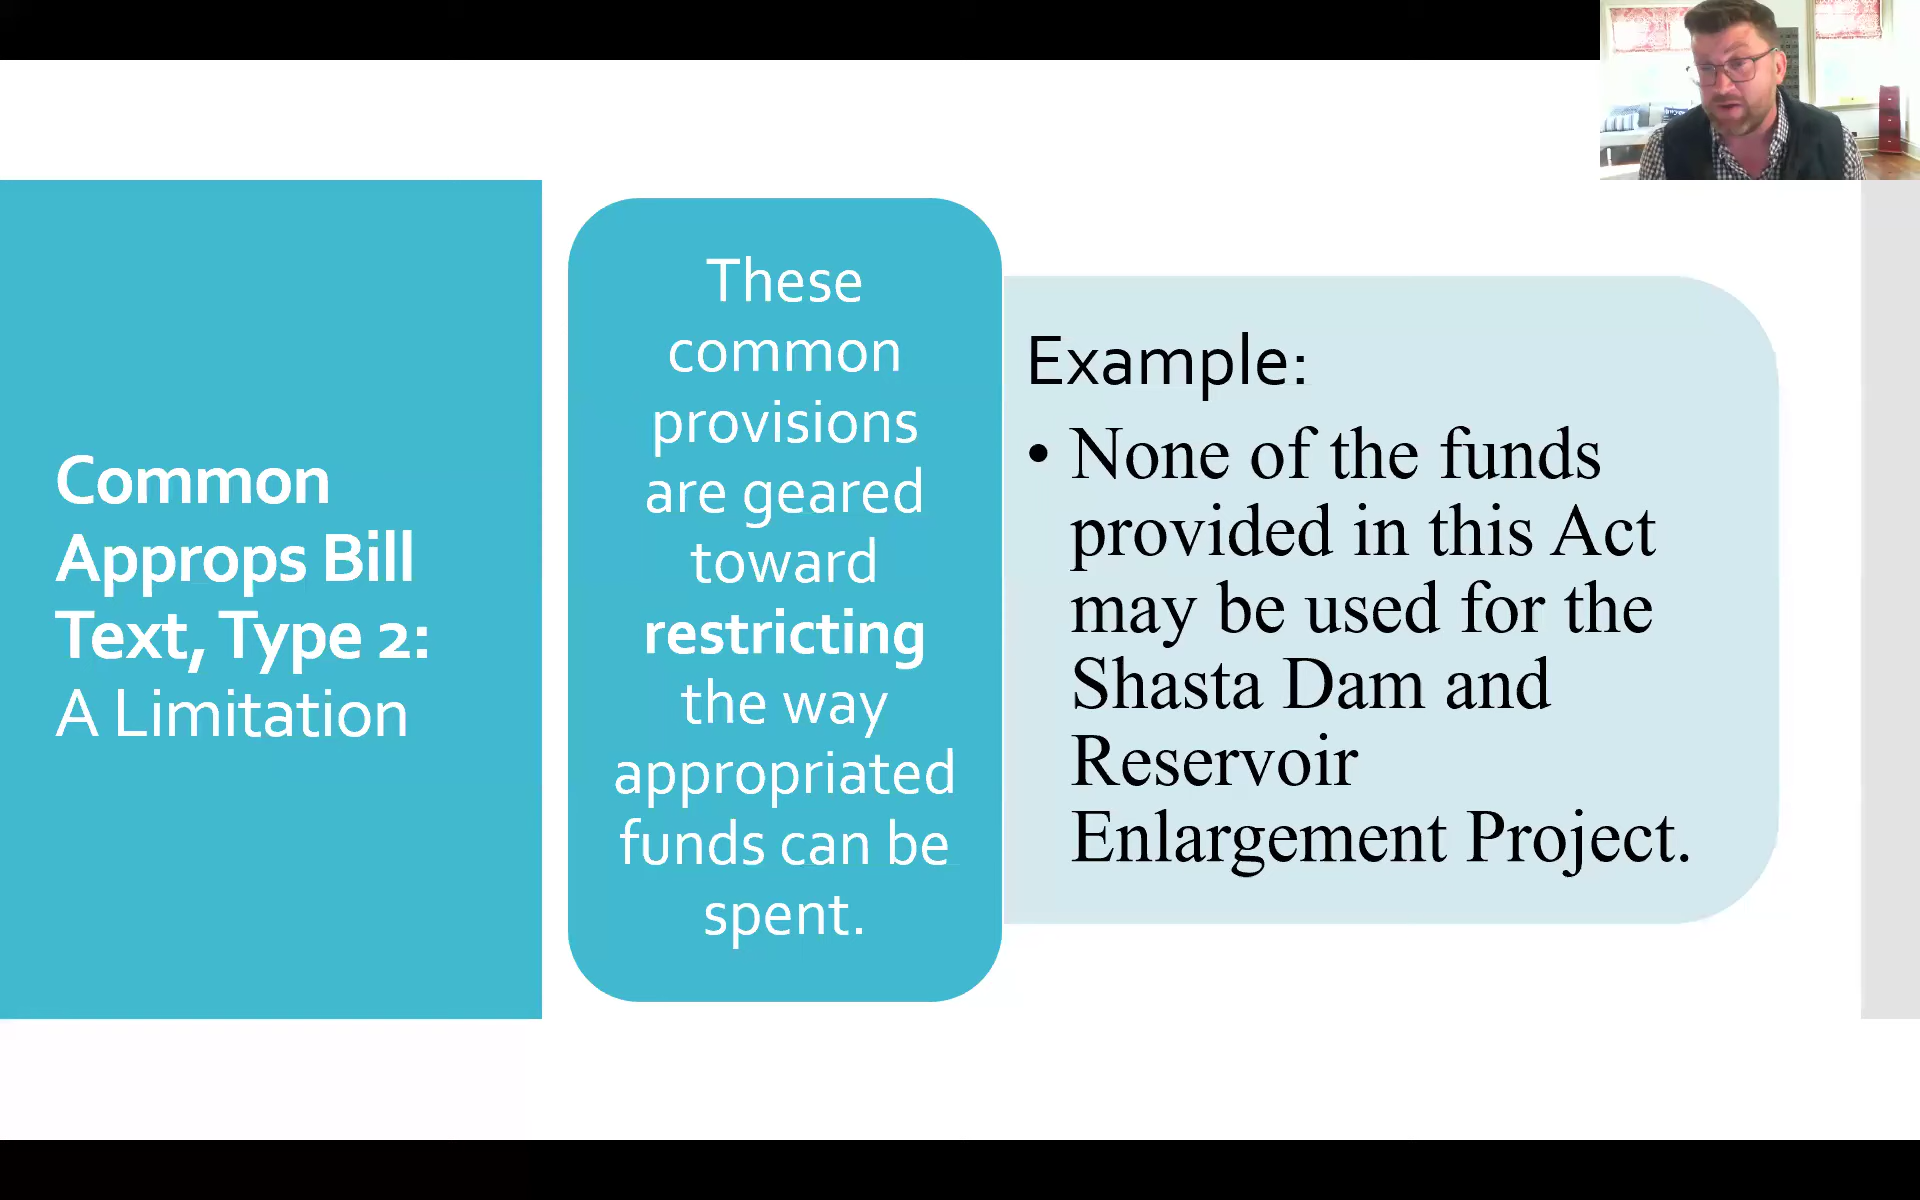 Common
Approps Bill
Text, Type 2:
A Limitation
These
common
provisions
are geared
toward
restricting
the way
appropriated
funds can be
spent.
Example:
• None of the funds
provided in this Act
may be used for the
Shasta Dam and
Reservoir
Enlargement Project.